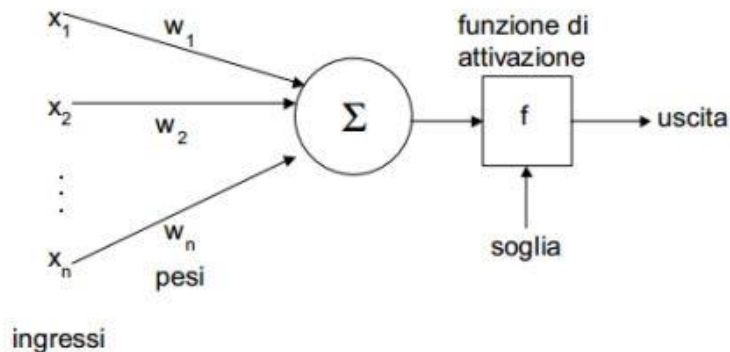 x1
w1
funzione di
attivazione
x2
w2
Σ
f
uscita
xn
wn
pesi
soglia
ingressi